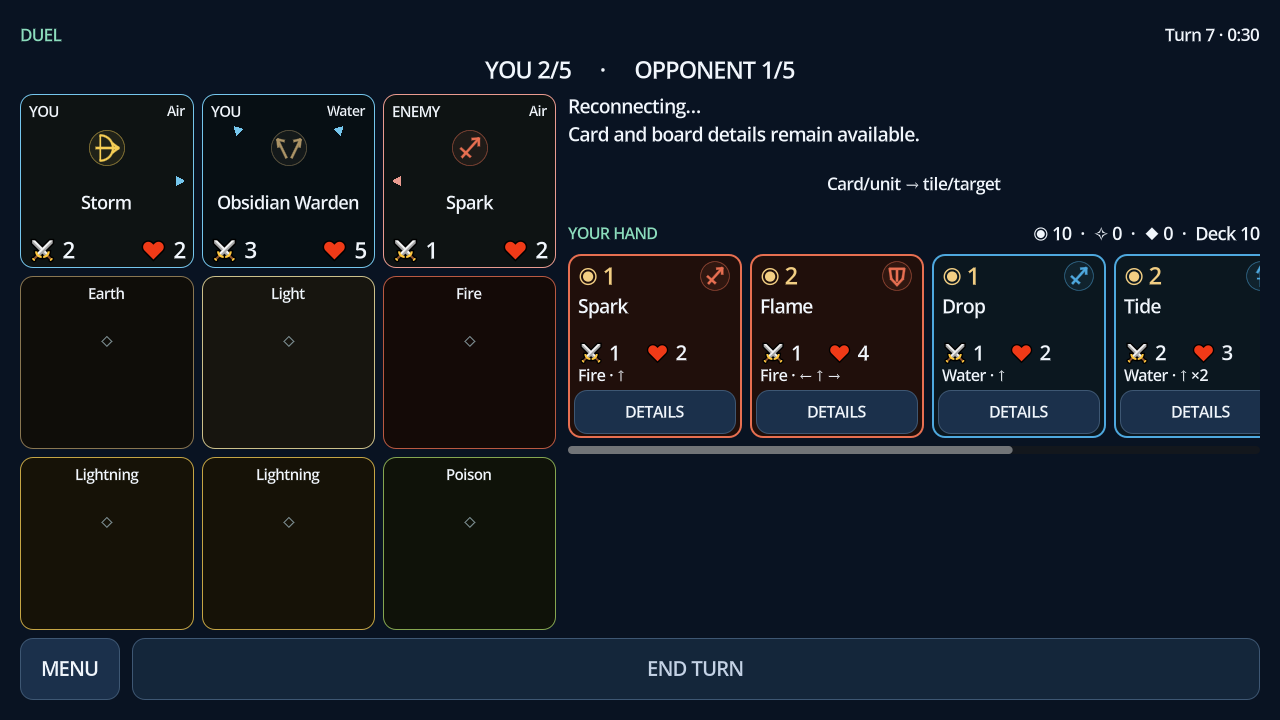 DUEL
Turn 7 · 0:30
YOU 2/5 · OPPONENT 1/5
YOU Air
Storm
2 2
YOU Water
Obsidian Warden
3 5
ENEMY Air
Spark
1 2
Reconnecting...
Card and board details remain available.
Card/unit → tile/target
YOUR HAND
◉ 10 · ✧ 0 · ◆ 0 · Deck 10
◉ 1
Spark
1 2
Fire · ↑
DETAILS
◉ 2
Flame
1 4
Fire · ← ↑ →
DETAILS
◉ 1
Drop
1 2
Water · ↑
DETAILS
◉ 2
Tide
2 3
Water · ↑ ×2
DETAILS
Earth
Light
Fire
Lightning
Lightning
Poison
MENU
END TURN